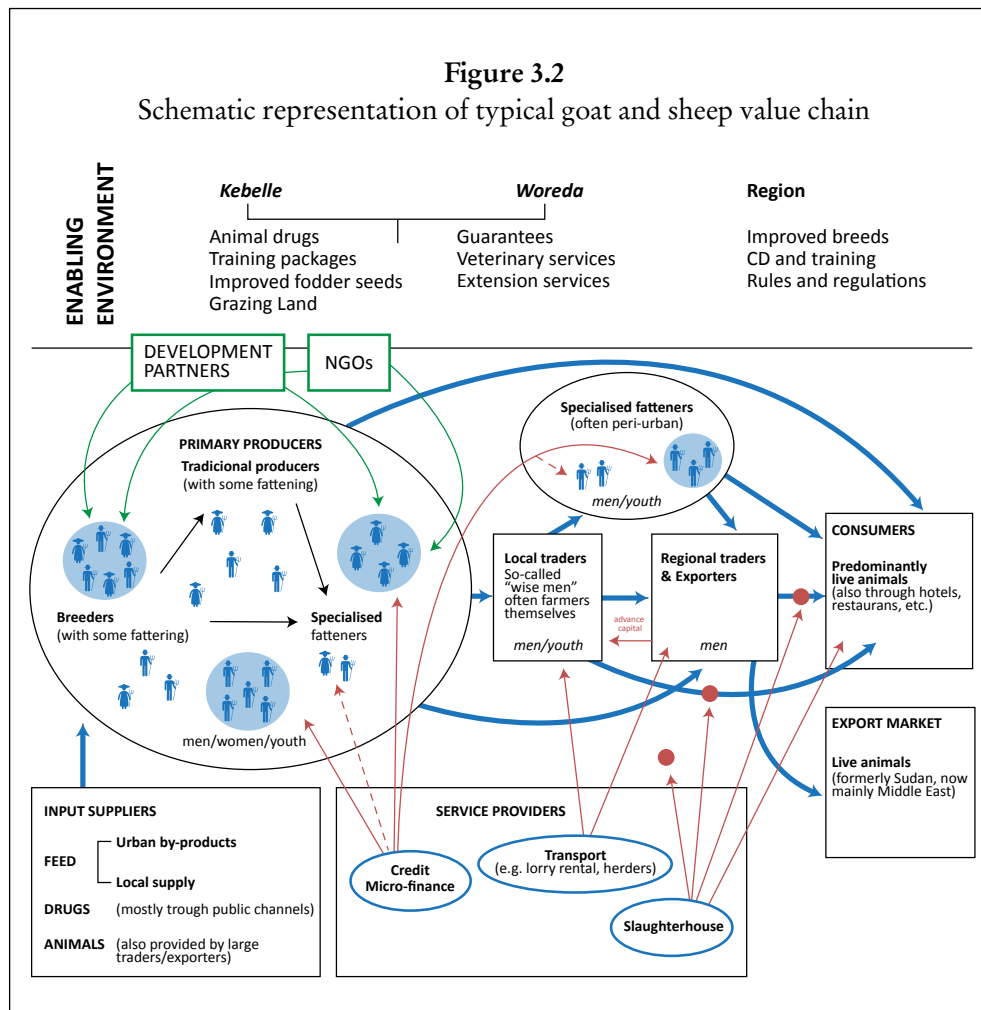 Figure 3.2
Schematic representation of typical goat and sheep value chain
ENABLING
ENVIRONMENT
Kebelle
Woreda
Region
Animal drugs
Training packages
Improved fodder seeds
Grazing Land
Guarantees
Veterinary services
Extension services
Improved breeds
CD and training
Rules and regulations
DEVELOPMENT
PARTNERS
NGOs
PRIMARY PRODUCERS
Tradicional producers
(with some fattening)
Breeders
(with some fattering)
Specialised
fatteners
men/women/youth
Specialised fatteners
(often peri-urban)
men/youth
Local traders
So-called
“wise men”
often farmers
themselves
men/youth
advance
capital
Regional traders
& Exporters
men
CONSUMERS
Predominantly
live animals
(also through hotels,
restaurans, etc.)
EXPORT MARKET
Live animals
(formerly Sudan, now
mainly Middle East)
INPUT SUPPLIERS
FEED
Urban by-products
Local supply
DRUGS (mostly trough public channels)
ANIMALS (also provided by large
traders/exporters)
SERVICE PROVIDERS
Credit
Micro-finance
Transport
(e.g. lorry rental, herders)
Slaughterhouse